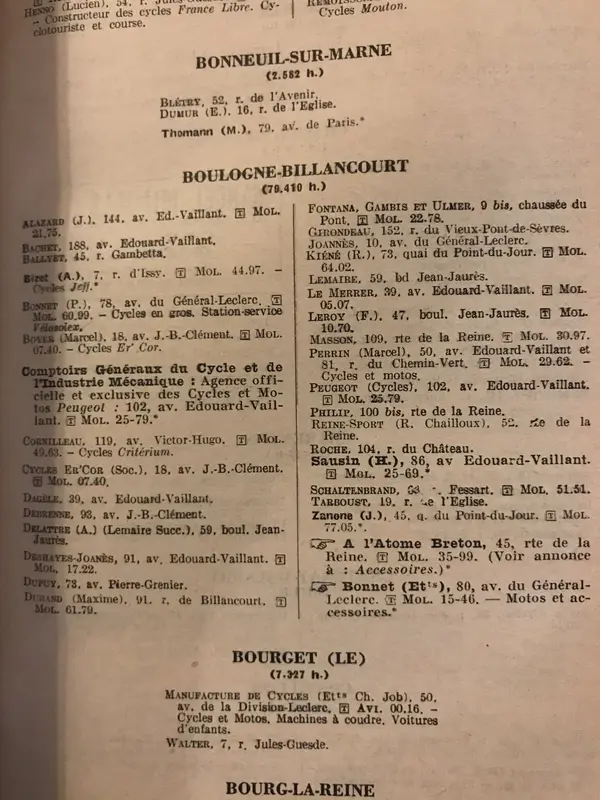 HENNO (Lucien), 54, r. Jules-
– Constructeur des cycles France Libre. Cy-
clotouriste et course.
Cycles Mouton.
BONNEUIL-SUR-MARNE
(2.582 h.)
BLÉTRY, 52, r. de l'Avenir.
DUMUR (E.), 16, r. de l'Eglise.
Thomann (M.), 79, av. de Paris.*
BOULOGNE-BILLANCOURT
(79.410 h.)
ALAZARD (J.), 144, av. Ed.-Vaillant. T MOL.
21.75.
BACHET, 188, av. Edouard-Vaillant.
BALLYET, 45, r. Gambetta.
Bizet (A.), 7, r. d'Issy. T MOL. 44.97. –
Cycles Jeff.*
BONNET (P.), 78, av. du Général-Leclerc. T
MOL. 60.99. – Cycles en gros. Station-service
Vélosolex.
BOYER (Marcel), 18, av. J.-B.-Clément. T MOL.
07.40. – Cycles Er' Cor.
Comptoirs Généraux du Cycle et de
l'Industrie Mécanique : Agence offi-
cielle et exclusive des Cycles et Mo-
tos Peugeot : 102, av. Edouard-Vail-
lant. T MOL. 25-79.*
CORNILLEAU, 119, av. Victor-Hugo. T MOL.
49.63. – Cycles Critérium.
CYCLES ER'COR (Soc.), 18, av. J.-B.-Clément.
T MOL. 07.40.
DAGÈLE, 39, av. Edouard-Vaillant.
DEBRENNE, 93, av. J.-B.-Clément.
DELATTRE (A.) (Lemaire Succ.), 59, boul. Jean-
Jaurès.
DESHAYES-JOANÈS, 91, av. Edouard-Vaillant. T
MOL. 17.22.
DUPUY, 73, av. Pierre-Grenier.
DURAND (Maxime), 91, r. de Billancourt. T
MOL. 61.79.
FONTANA, GAMBIS ET ULMER, 9 bis, chaussée du
Pont. T MOL. 22.78.
GIRONDEAU, 152, r. du Vieux-Pont-de-Sèvres.
JOANNÈS, 10, av. du Général-Leclerc.
KIÉNÉ (R.), 73, quai du Point-du-Jour. T MOL.
64.02.
LEMAIRE, 59, bd Jean-Jaurès.
LE MERRER, 39, av. Edouard-Vaillant. T MOL.
05.07.
LEROY (F.), 47, boul. Jean-Jaurès. T MOL.
10.70.
MASSON, 109, rte de la Reine. T MOL. 30.97.
PERRIN (Marcel), 50, av. Edouard-Vaillant et
81, r. du Chemin-Vert. T MOL. 29.62. –
Cycles et motos.
PEUGEOT (Cycles), 102, av. Edouard-Vaillant.
T MOL. 25.79.
PHILIP, 100 bis, rte de la Reine.
REINE-SPORT (R. Chailloux), 52, rte de la
Reine.
ROCHE, 104, r. du Château.
Sausin (H.), 86, av Edouard-Vaillant.
T MOL. 25-69.*
SCHALTENBRAND, Fessart. T MOL. 51.51.
TARBOUST, 19, r. de l'Eglise.
Zanone (J.), 45, q. du Point-du-Jour. T MOL.
77.05.*
☞ A l'Atome Breton, 45, rte de la
Reine. T MOL. 35-99. (Voir annonce
à : Accessoires.)*
☞ Bonnet (Ets), 80, av. du Général-
Leclerc. T MOL. 15-46. — Motos et ac-
cessoires.*
BOURGET (LE)
(7.327 h.)
MANUFACTURE DE CYCLES (Etts Ch. Job), 50,
av. de la Division-Leclerc. T AVI. 00.16. –
Cycles et Motos. Machines à coudre. Voitures
d'enfants.
WALTER, 7, r. Jules-Guesde.
BOURG-LA-REINE